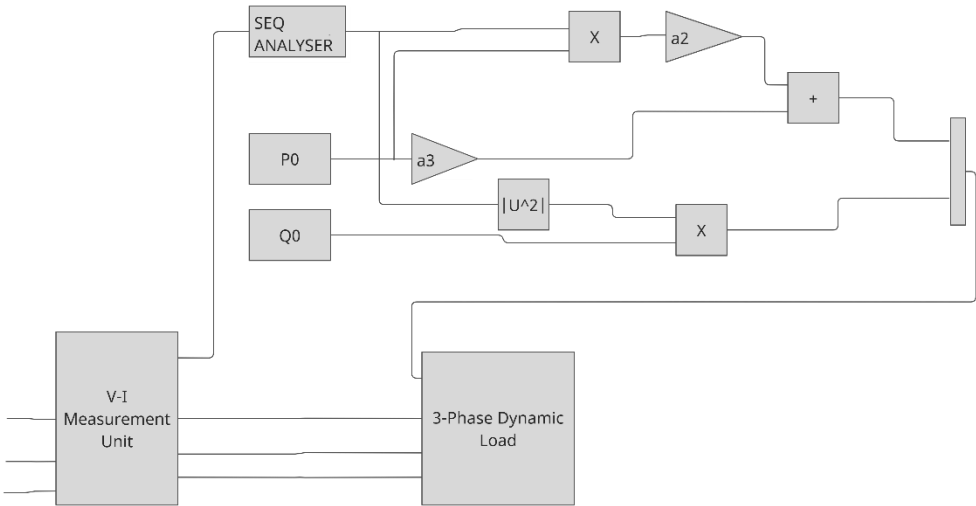 SEQ
ANALYSER
X
a2
+
P0
a3
|U^2|
Q0
X
V-I
Measurement
Unit
3-Phase Dynamic
Load